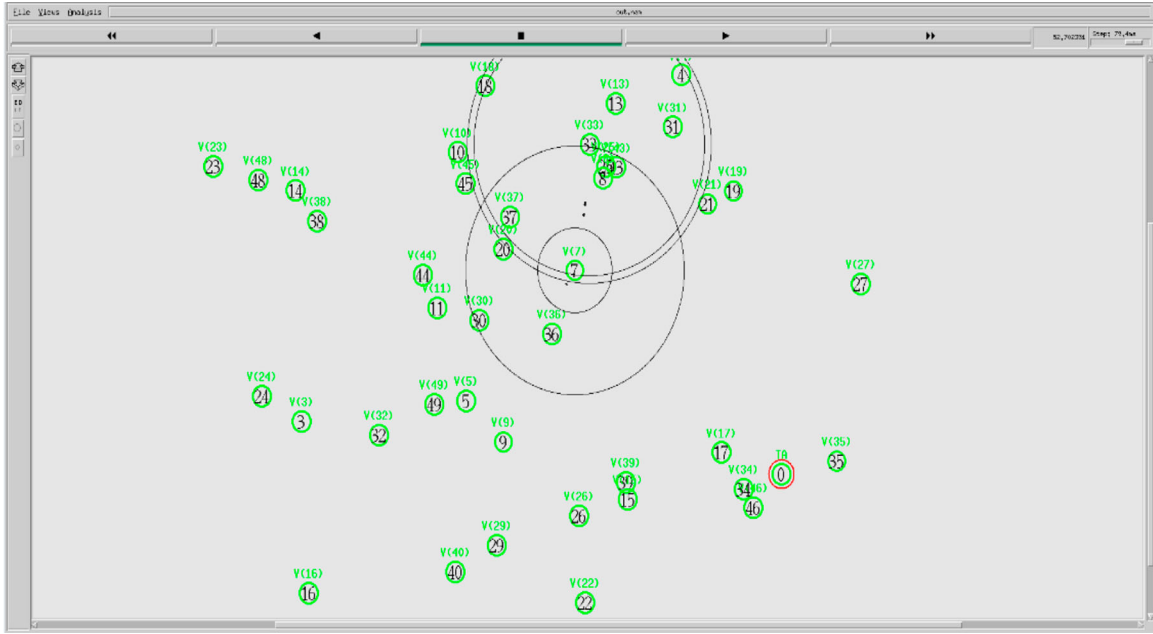 File Views Analysis out.nam
52.702331 Step: 79.4ms
V(18) 18
V(4) 4
V(13) 13
V(31) 31
V(33) 33
V(10) 10
V(23) 23
V(48) 48
V(45) 45
V(14) 14
8
V(19) 19
V(21) 21
V(38) 38
V(37) 37
V(20) 20
V(7) 7
V(44) 44
V(27) 27
V(11) 11
V(30) 30
V(36) 36
V(24) 24
V(49) 49
V(5) 5
V(3) 3
V(32) 32
V(9) 9
V(17) 17
V(35) 35
TA 0
V(39) 39
V(34) 34
15
46
V(26) 26
V(29) 29
V(40) 40
V(16) 16
V(22) 22